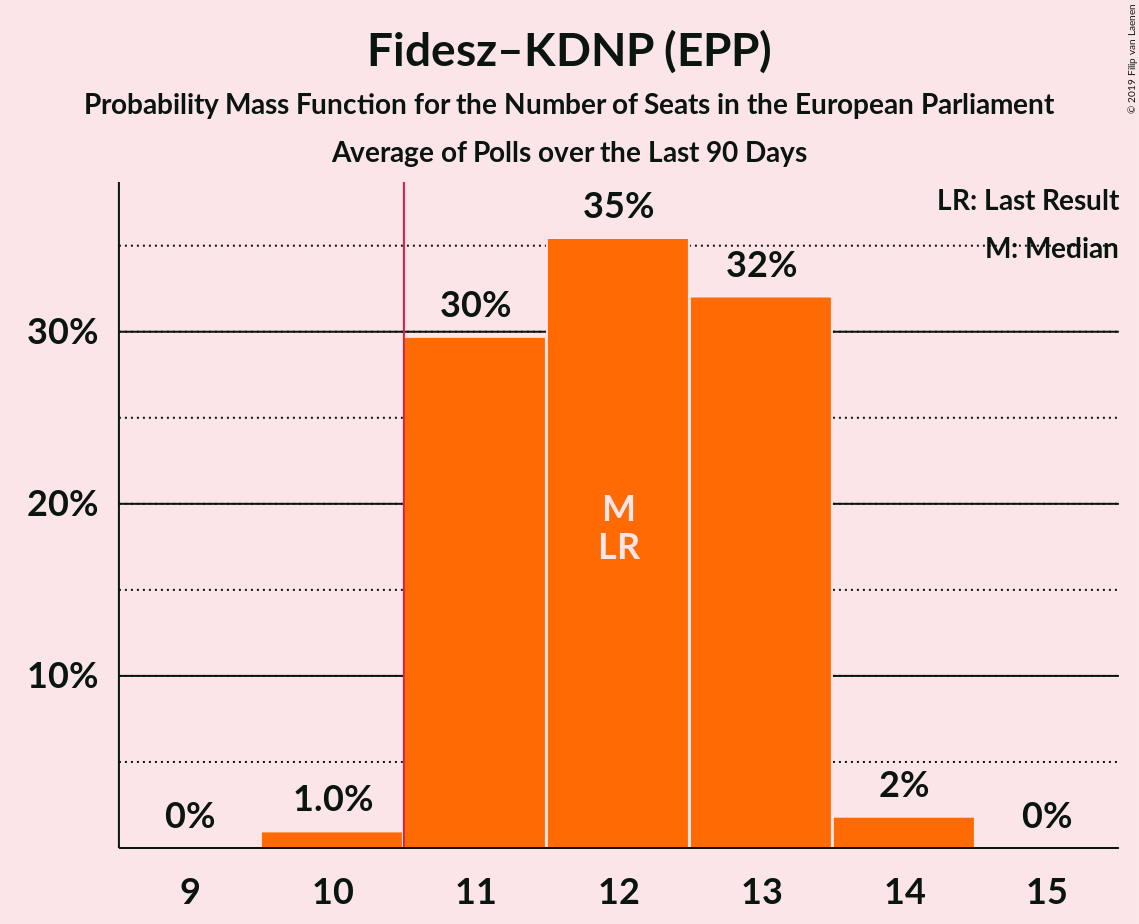 Fidesz–KDNP (EPP)
Probability Mass Function for the Number of Seats in the European Parliament
Average of Polls over the Last 90 Days
© 2019 Filip van Laenen
LR: Last Result
M: Median
35%
32%
30%
30%
20%
M
LR
10%
0%
1.0%
2%
0%
9 10 11 12 13 14 15